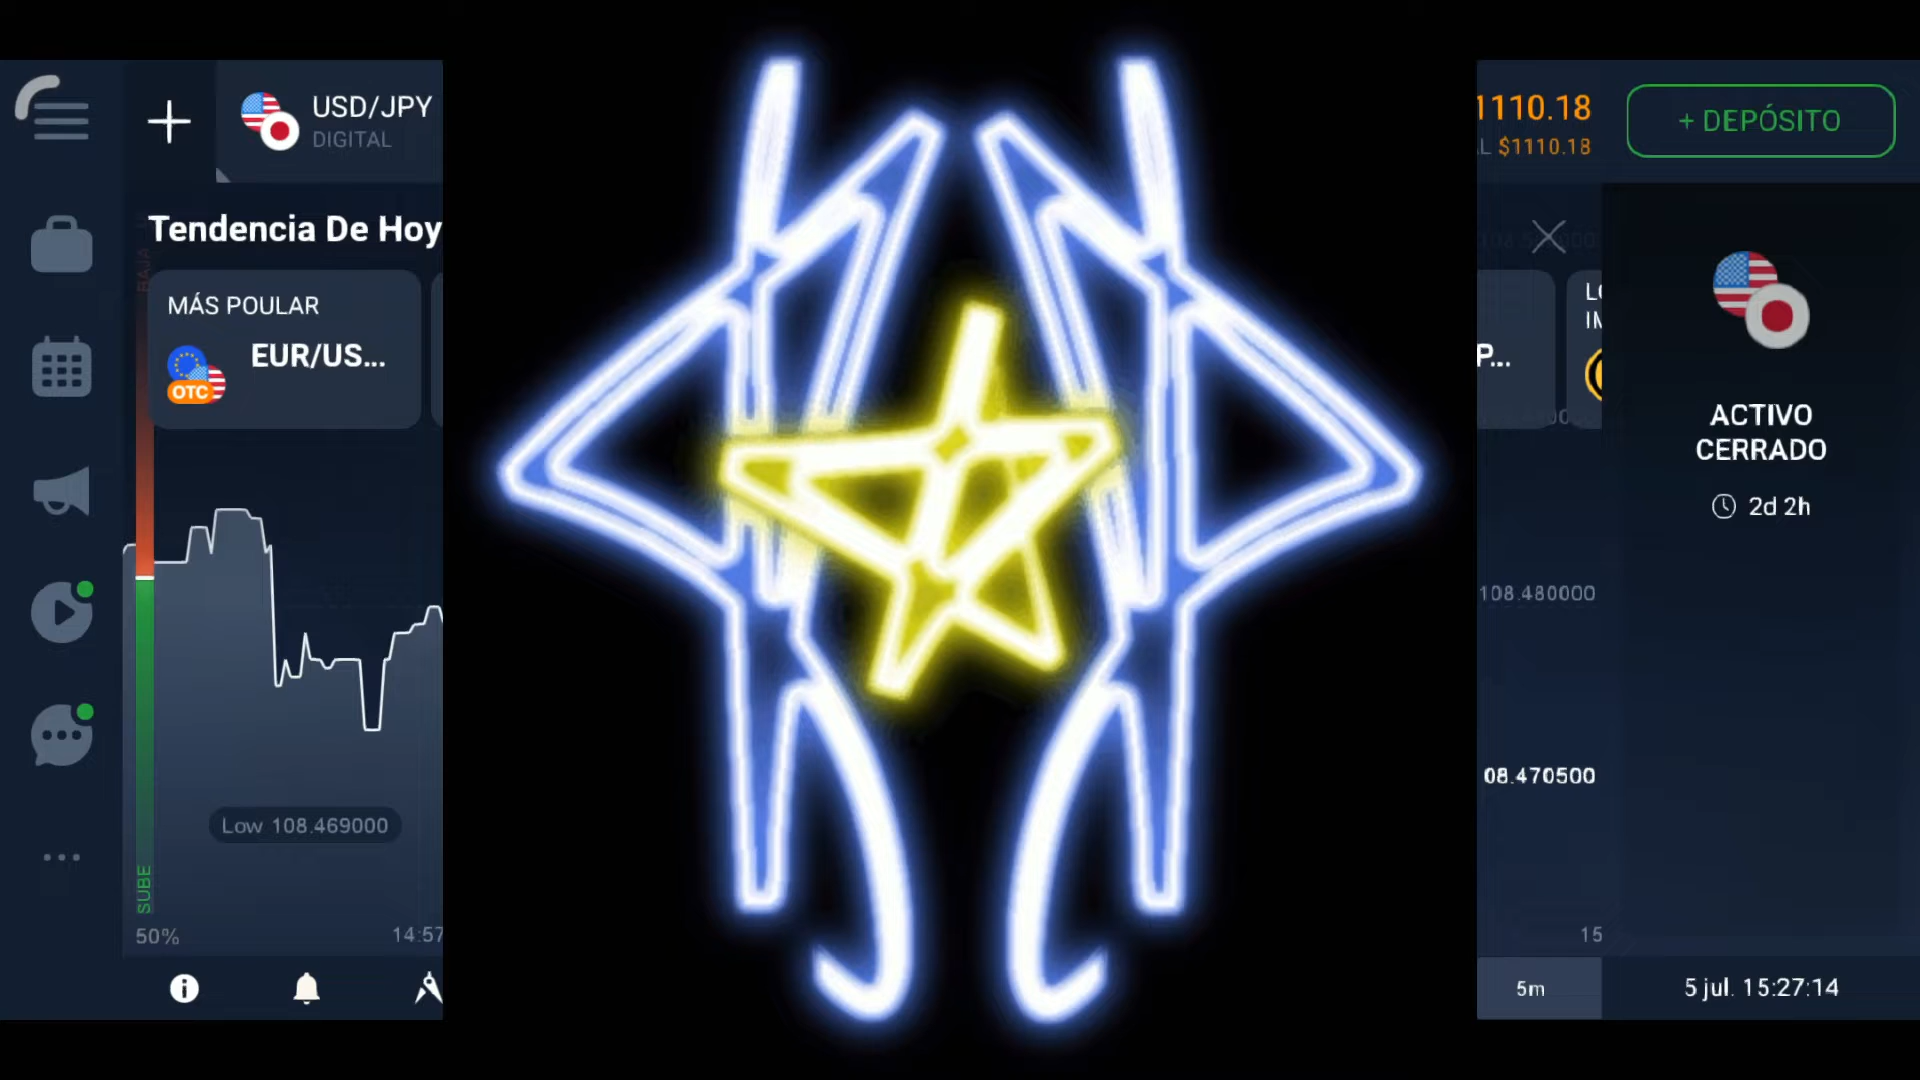 USD/JPY
DIGITAL
Tendencia De Hoy
BAJA
MÁS POULAR
EUR/US...
OTC
Low 108.469000
SUBE
50%
14:57
1110.18
L $1110.18
+ DEPÓSITO
P...
ACTIVO
CERRADO
2d 2h
108.480000
08.470500
15
5m
5 jul. 15:27:14